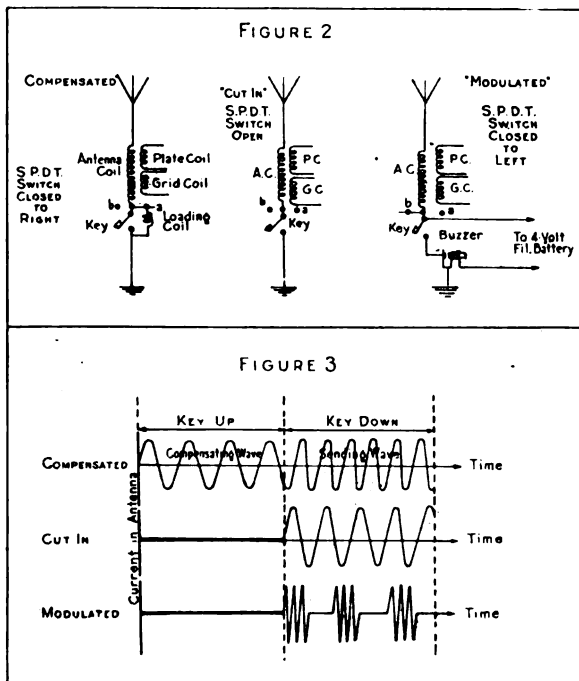 FIGURE 2
COMPENSATED
S.P.D.T.
SWITCH
CLOSED
TO
RIGHT
Antenna
Coil
Plate Coil
Grid Coil
b
a
Key
Loading
Coil
"CUT IN"
S.P.D.T.
SWITCH
OPEN
A.C.
P.C.
G.C.
b
a
Key
"MODULATED"
S.P.D.T.
SWITCH
CLOSED
TO
LEFT
A.C.
P.C.
G.C.
b
a
Key
Buzzer
To 4-Volt
Fil. Battery
FIGURE 3
KEY UP
KEY DOWN
COMPENSATED
Compensating Wave
Sending Wave
Time
Current in Antenna
CUT IN
Time
MODULATED
Time